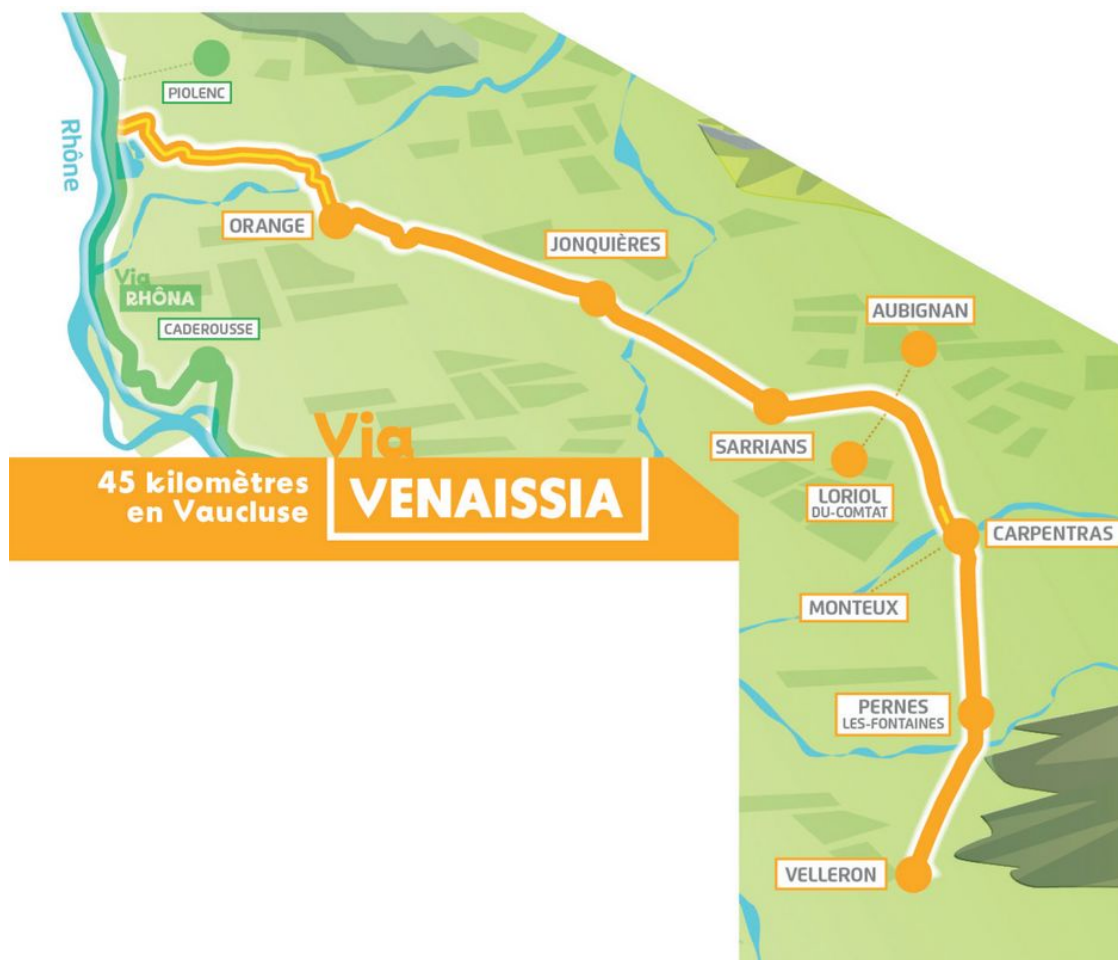 PIOLENC
Rhône
ORANGE
JONQUIÈRES
Via
RHÔNA
AUBIGNAN
CADEROUSSE
SARRIANS
Via
VENAISSIA
45 kilomètres
en Vaucluse
LORIOL
DU-COMTAT
CARPENTRAS
MONTEUX
PERNES
LES-FONTAINES
VELLERON